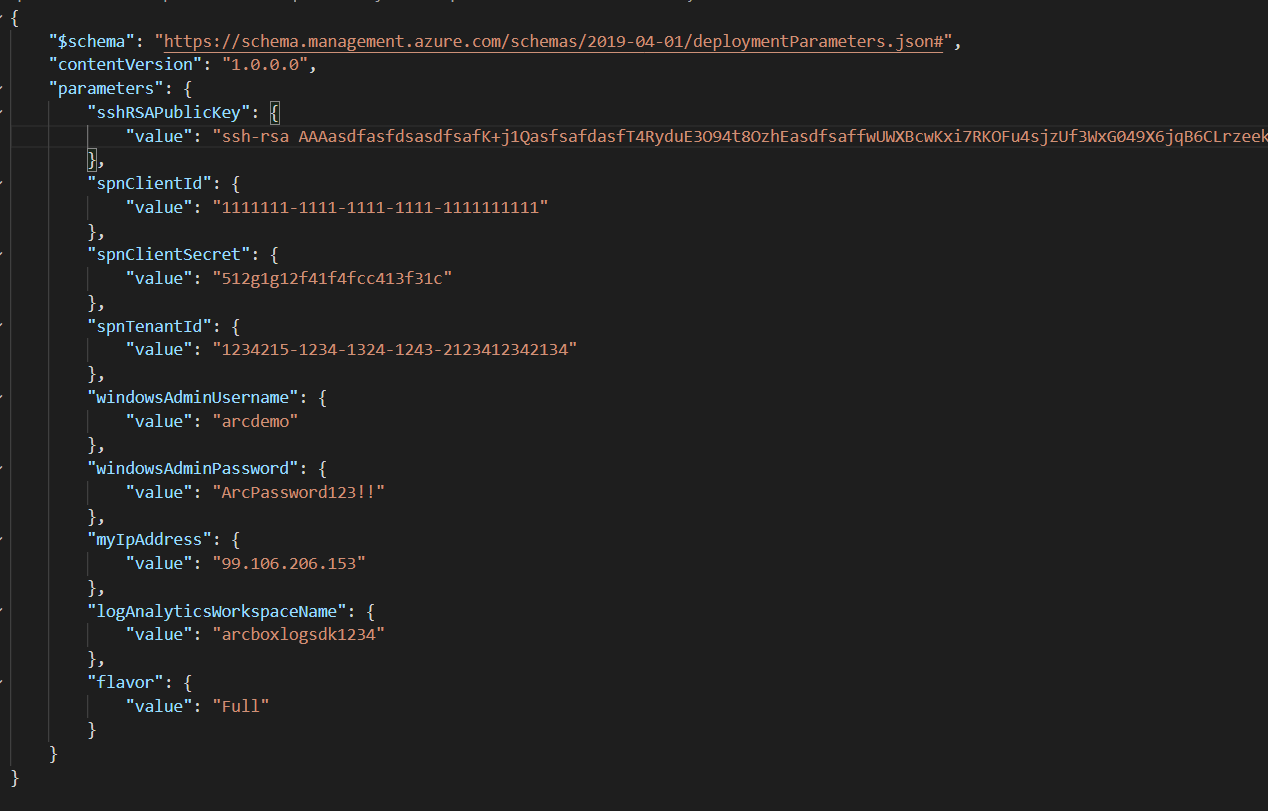 {
"$schema": "https://schema.management.azure.com/schemas/2019-04-01/deploymentParameters.json#",
"contentVersion": "1.0.0.0",
"parameters": {
"sshRSAPublicKey": {
"value": "ssh-rsa AAAasdfasfdsasdfsafK+j1QasfsafdasfT4RyduE3O94t8OzhEasdfsaffwUWXBcwKxi7RKOFu4sjzUf3WxG049X6jqB6CLrzeek
},
"spnClientId": {
"value": "1111111-1111-1111-1111-1111111111"
},
"spnClientSecret": {
"value": "512g1g12f41f4fcc413f31c"
},
"spnTenantId": {
"value": "1234215-1234-1324-1243-2123412342134"
},
"windowsAdminUsername": {
"value": "arcdemo"
},
"windowsAdminPassword": {
"value": "ArcPassword123!!"
},
"myIpAddress": {
"value": "99.106.206.153"
},
"logAnalyticsWorkspaceName": {
"value": "arcboxlogsdk1234"
},
"flavor": {
"value": "Full"
}
}
}